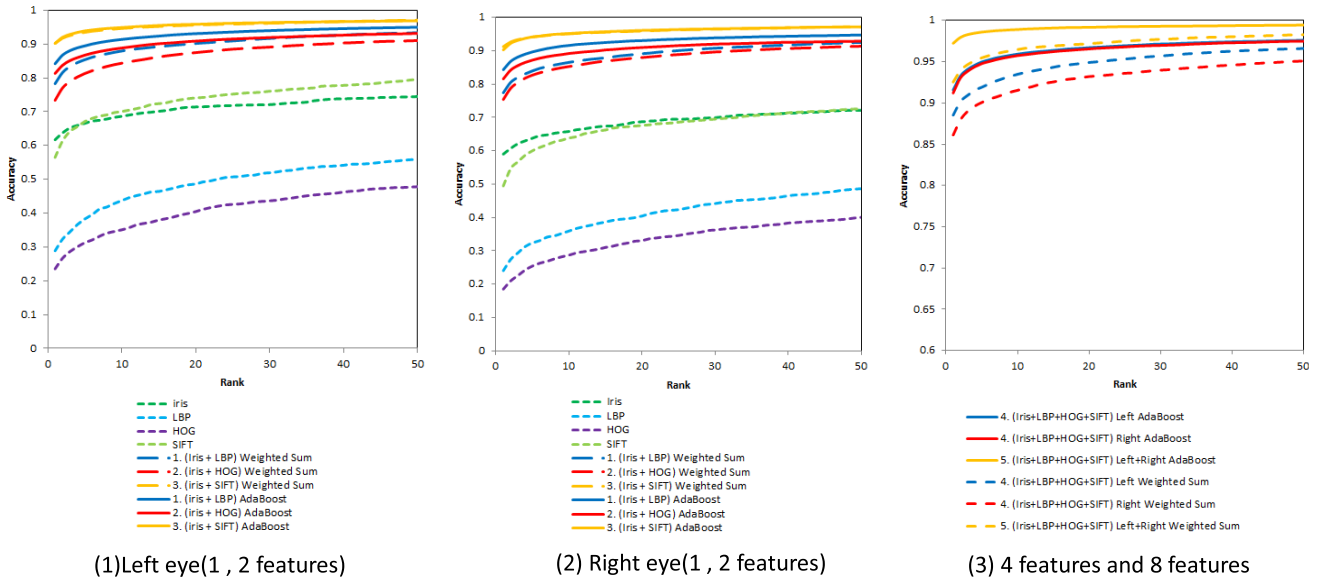 1
0.9
0.8
0.7
0.6
0.5
0.4
0.3
0.2
0.1
0
Accuracy
0 10 20 30 40 50
Rank
iris
LBP
HOG
SIFT
1. (Iris + LBP) Weighted Sum
2. (iris + HOG) Weighted Sum
3. (iris + SIFT) Weighted Sum
1. (iris + LBP) AdaBoost
2. (iris + HOG) AdaBoost
3. (iris + SIFT) AdaBoost
(1)Left eye(1 , 2 features)
1
0.9
0.8
0.7
0.6
0.5
0.4
0.3
0.2
0.1
0
Accuracy
0 10 20 30 40 50
Rank
Iris
LBP
HOG
SIFT
1. (Iris + LBP) Weighted Sum
2. (Iris + HOG) Weighted Sum
3. (Iris + SIFT) Weighted Sum
1. (Iris + LBP) AdaBoost
2. (Iris + HOG) AdaBoost
3. (Iris + SIFT) AdaBoost
(2) Right eye(1 , 2 features)
1
0.95
0.9
0.85
0.8
0.75
0.7
0.65
0.6
Accuracy
0 10 20 30 40 50
Rank
4. (Iris+LBP+HOG+SIFT) Left AdaBoost
4. (Iris+LBP+HOG+SIFT) Right AdaBoost
5. (Iris+LBP+HOG+SIFT) Left+Right AdaBoost
4. (Iris+LBP+HOG+SIFT) Left Weighted Sum
4. (Iris+LBP+HOG+SIFT) Right Weighted Sum
5. (Iris+LBP+HOG+SIFT) Left+Right Weighted Sum
(3) 4 features and 8 features